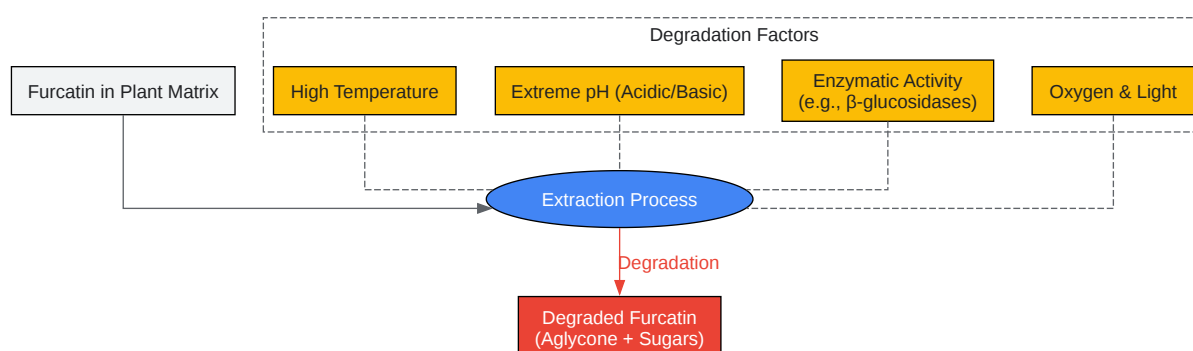 Degradation Factors
Furcatin in Plant Matrix
High Temperature
Extreme pH (Acidic/Basic)
Enzymatic Activity
(e.g., β-glucosidases)
Oxygen & Light
Extraction Process
Degradation
Degraded Furcatin
(Aglycone + Sugars)